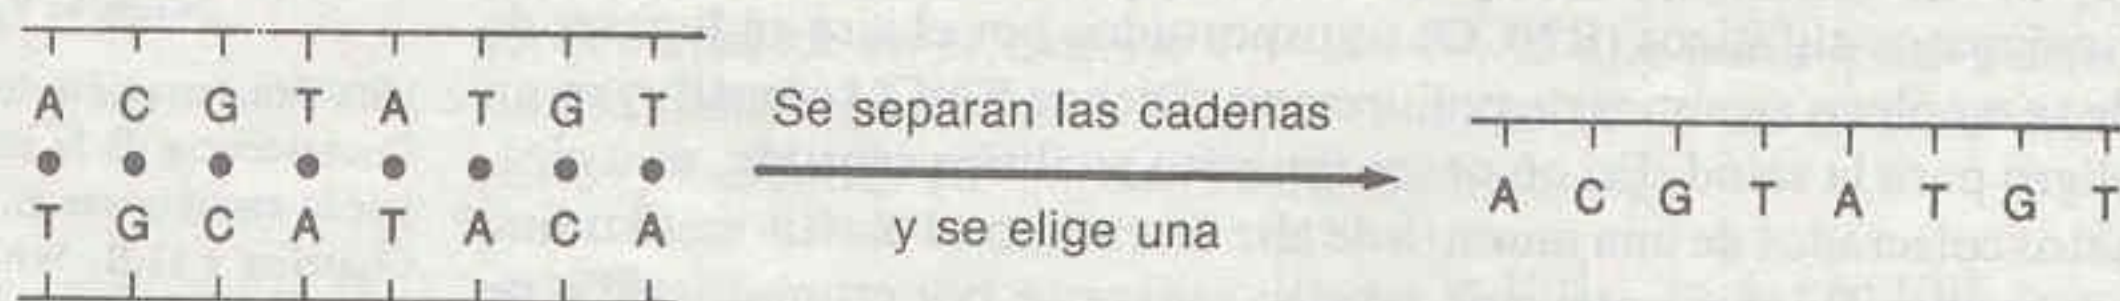 A C G T A T G T
T G C A T A C A
Se separan las cadenas
y se elige una
A C G T A T G T